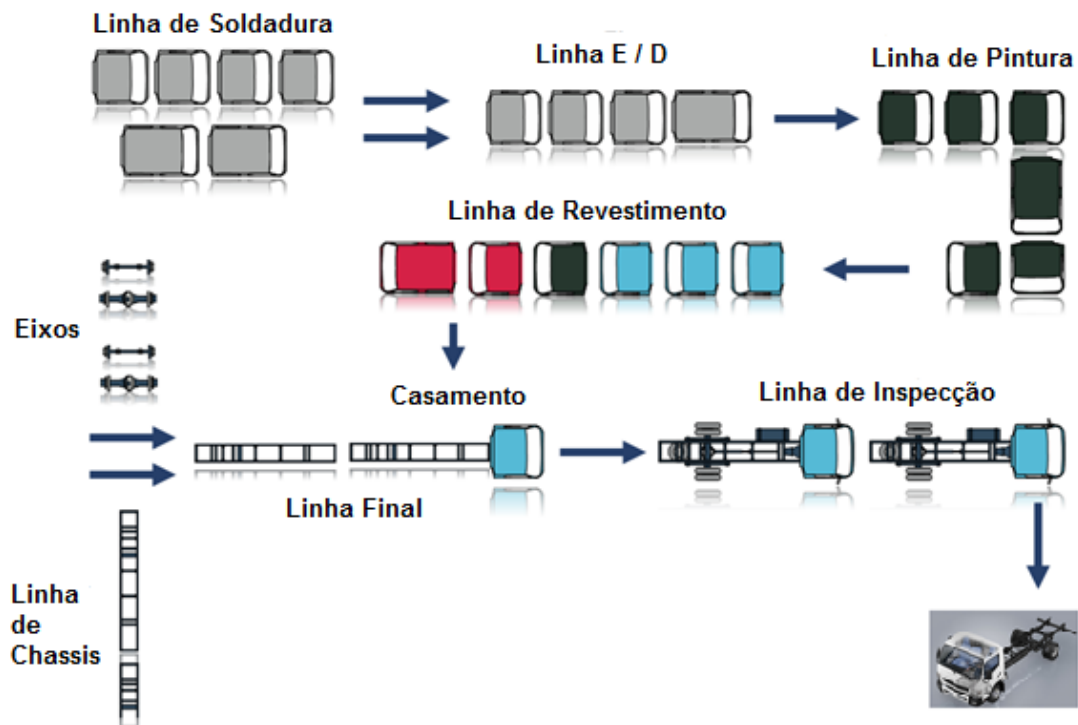 Linha de Soldadura
Linha E / D
Linha de Pintura
Linha de Revestimento
Eixos
Casamento
Linha de Inspecção
Linha Final
Linha
de
Chassis